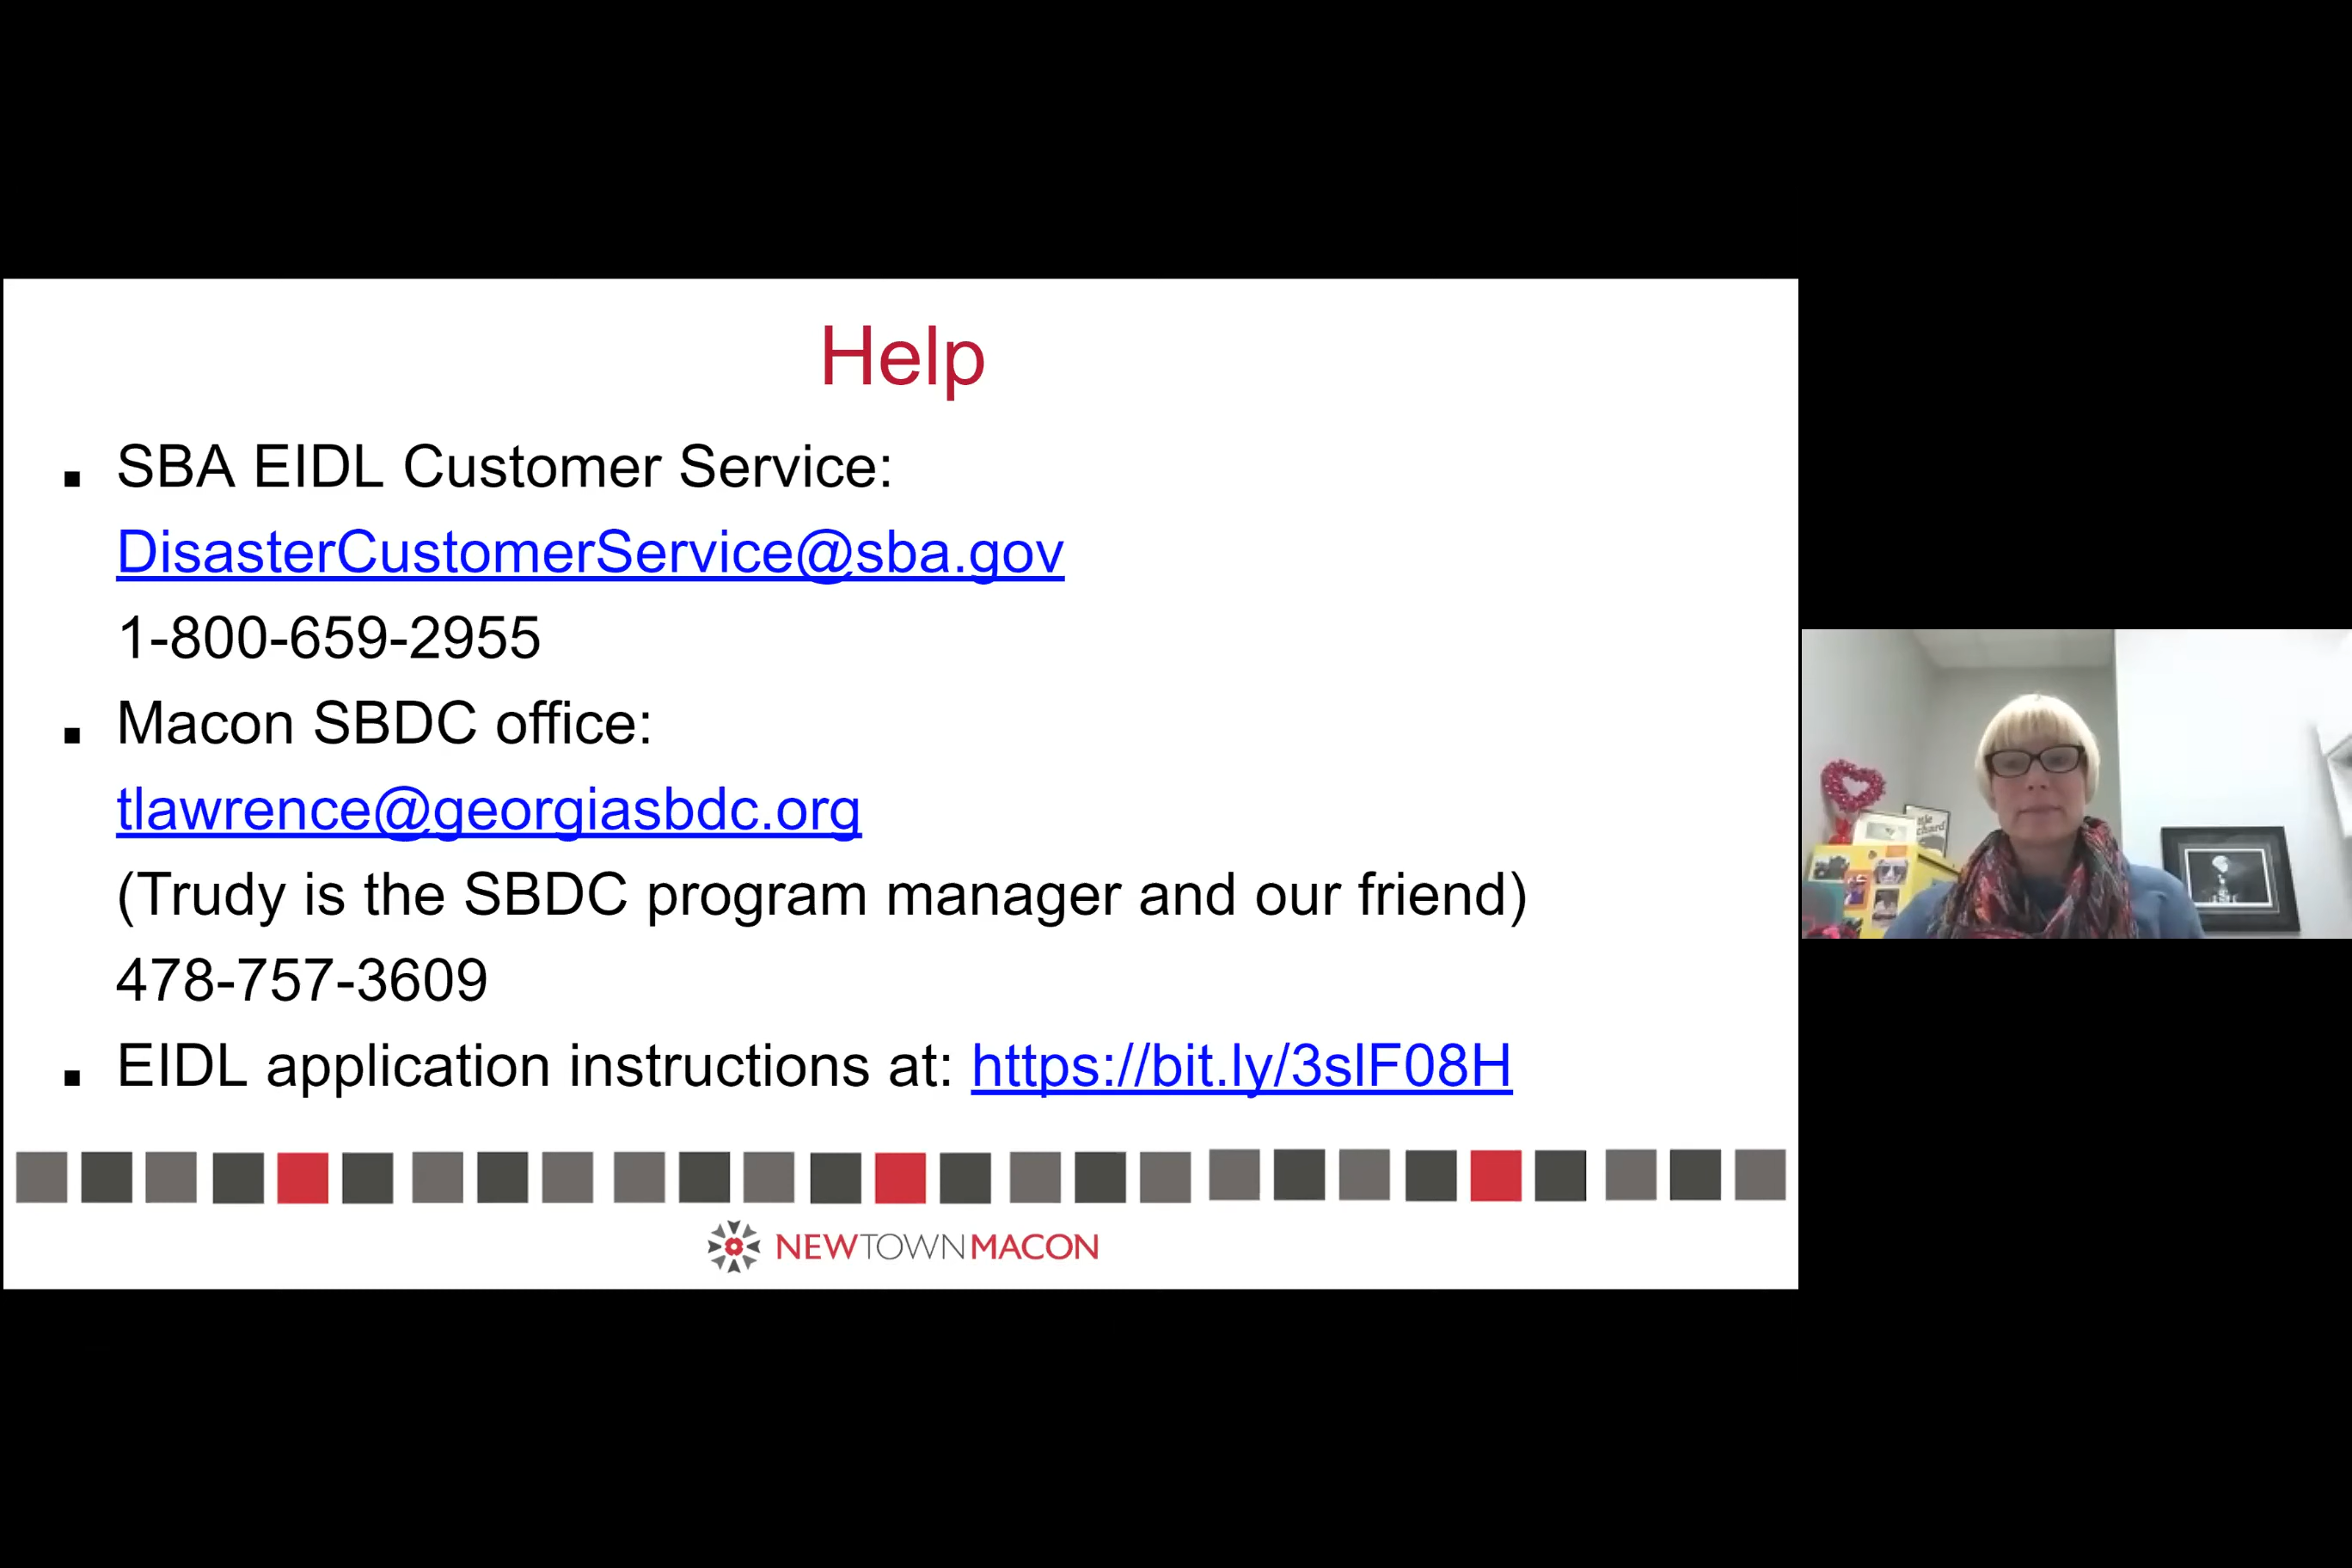 Help
SBA EIDL Customer Service:
DisasterCustomerService@sba.gov
1-800-659-2955
Macon SBDC office:
tlawrence@georgiasbdc.org
(Trudy is the SBDC program manager and our friend)
478-757-3609
EIDL application instructions at: https://bit.ly/3slF08H
NEWTOWNMACON